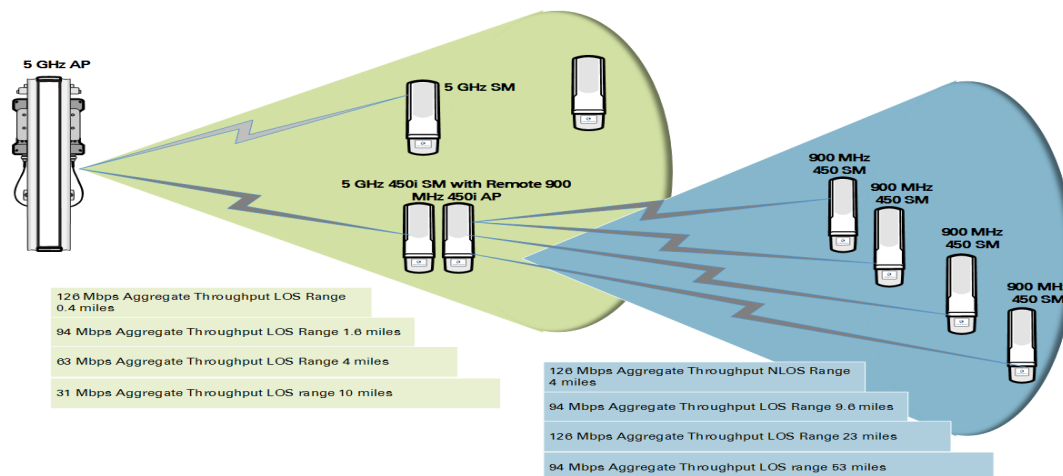 5 GHz AP
5 GHz SM
5 GHz 450i SM with Remote 900
MHz 450i AP
900 MHz
450 SM
900 MHz
450 SM
900 MHz
450 SM
900 MHz
450 SM
126 Mbps Aggregate Throughput LOS Range
0.4 miles
94 Mbps Aggregate Throughput LOS Range 1.6 miles
63 Mbps Aggregate Throughput LOS Range 4 miles
31 Mbps Aggregate Throughput LOS range 10 miles
126 Mbps Aggregate Throughput NLOS Range
4 miles
94 Mbps Aggregate Throughput LOS Range 9.6 miles
126 Mbps Aggregate Throughput LOS Range 23 miles
94 Mbps Aggregate Throughput LOS range 53 miles